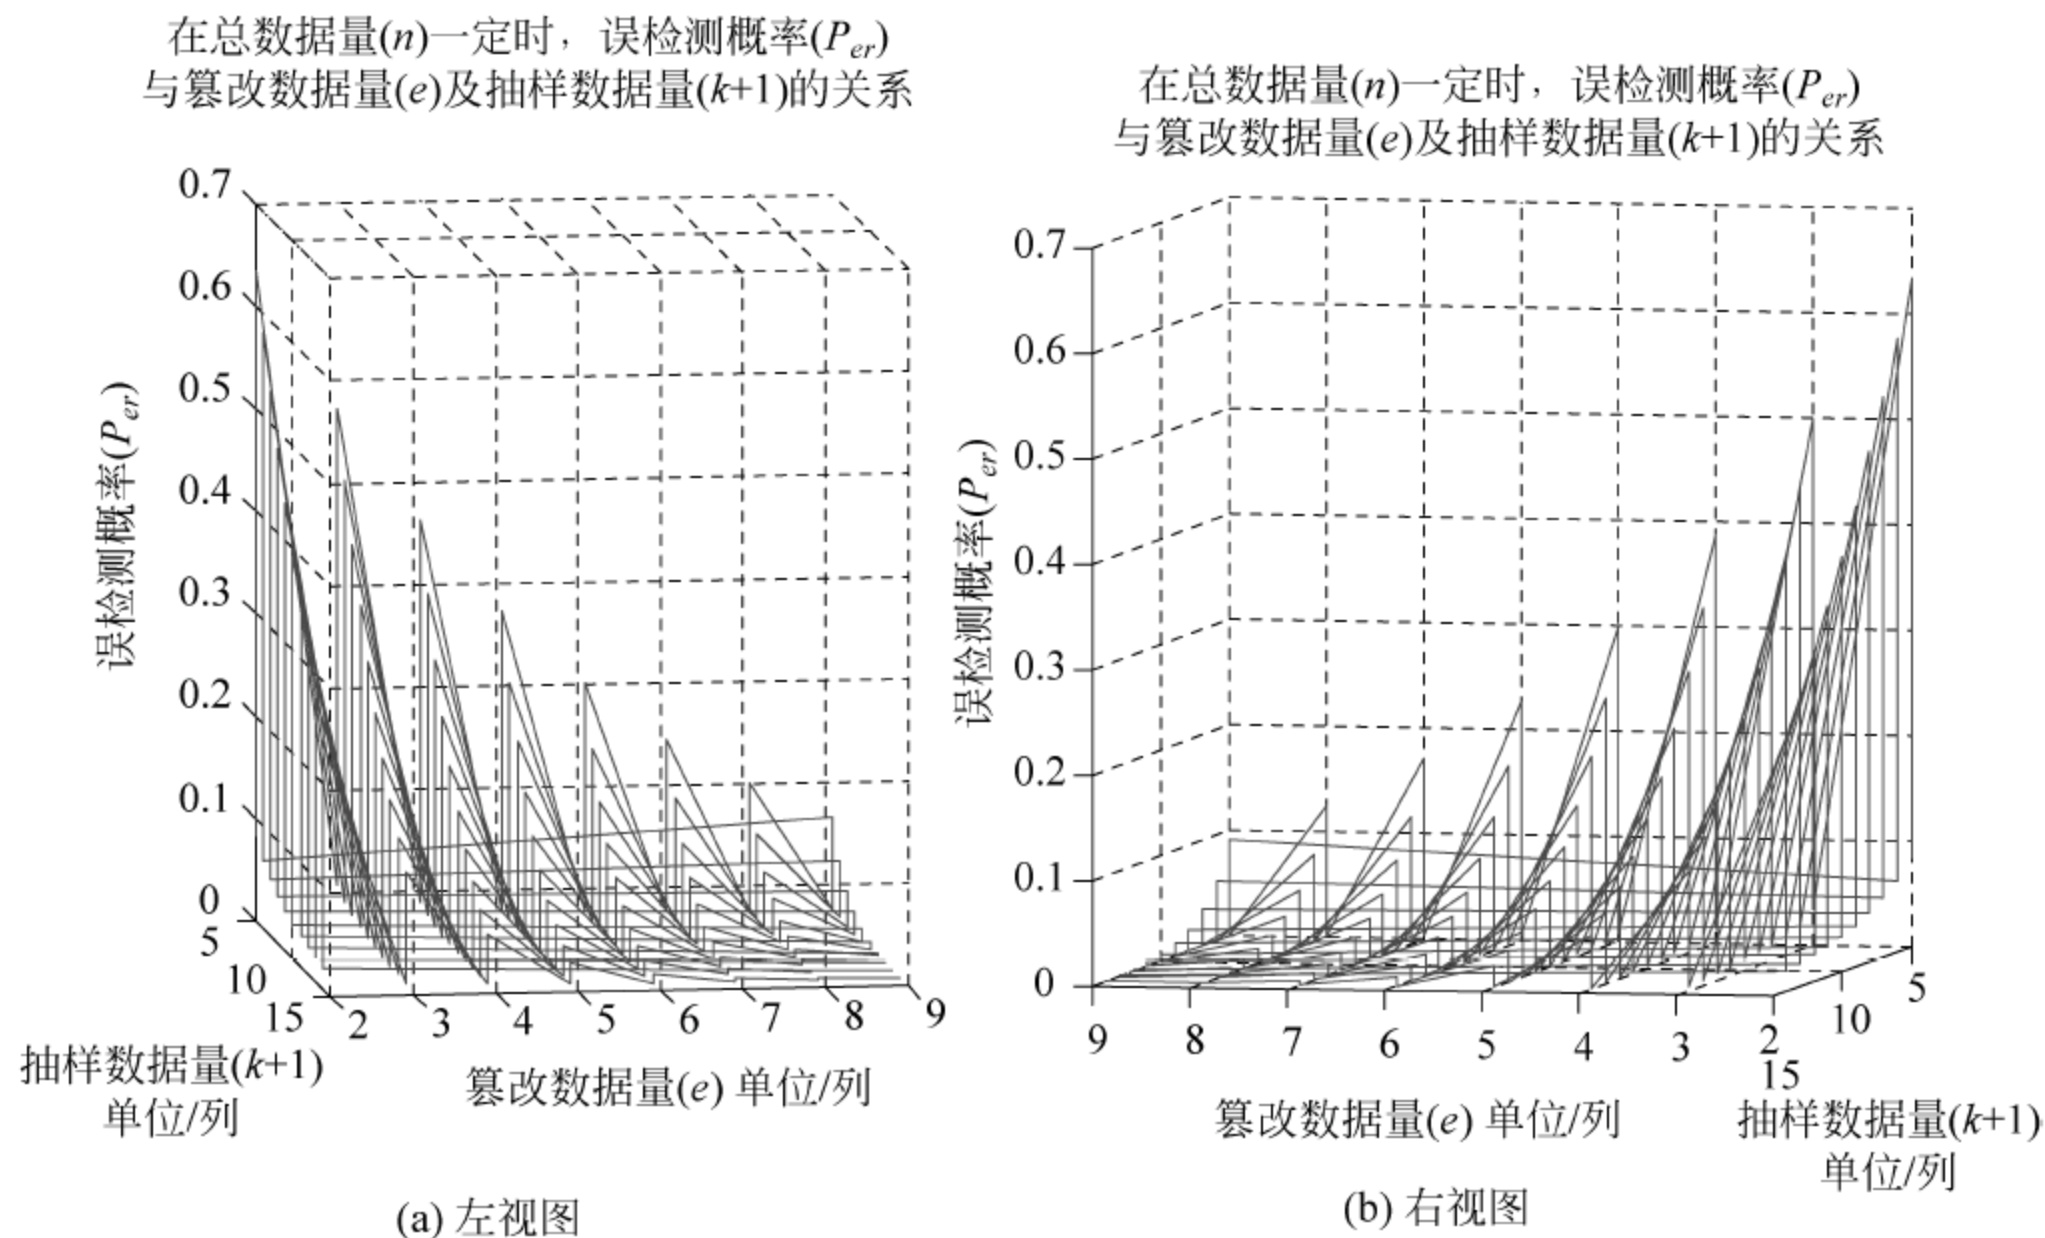 在总数据量(n)一定时，误检测概率(Per)
与篡改数据量(e)及抽样数据量(k+1)的关系
0.7
0.6
0.5
0.4
0.3
0.2
0.1
0
误检测概率(Per)
5
10
15
2 3 4 5 6 7 8 9
抽样数据量(k+1)
单位/列
篡改数据量(e) 单位/列
(a) 左视图
在总数据量(n)一定时，误检测概率(Per)
与篡改数据量(e)及抽样数据量(k+1)的关系
0.7
0.6
0.5
0.4
0.3
0.2
0.1
0
误检测概率(Per)
9 8 7 6 5 4 3 2
5
10
15
篡改数据量(e) 单位/列
抽样数据量(k+1)
单位/列
(b) 右视图